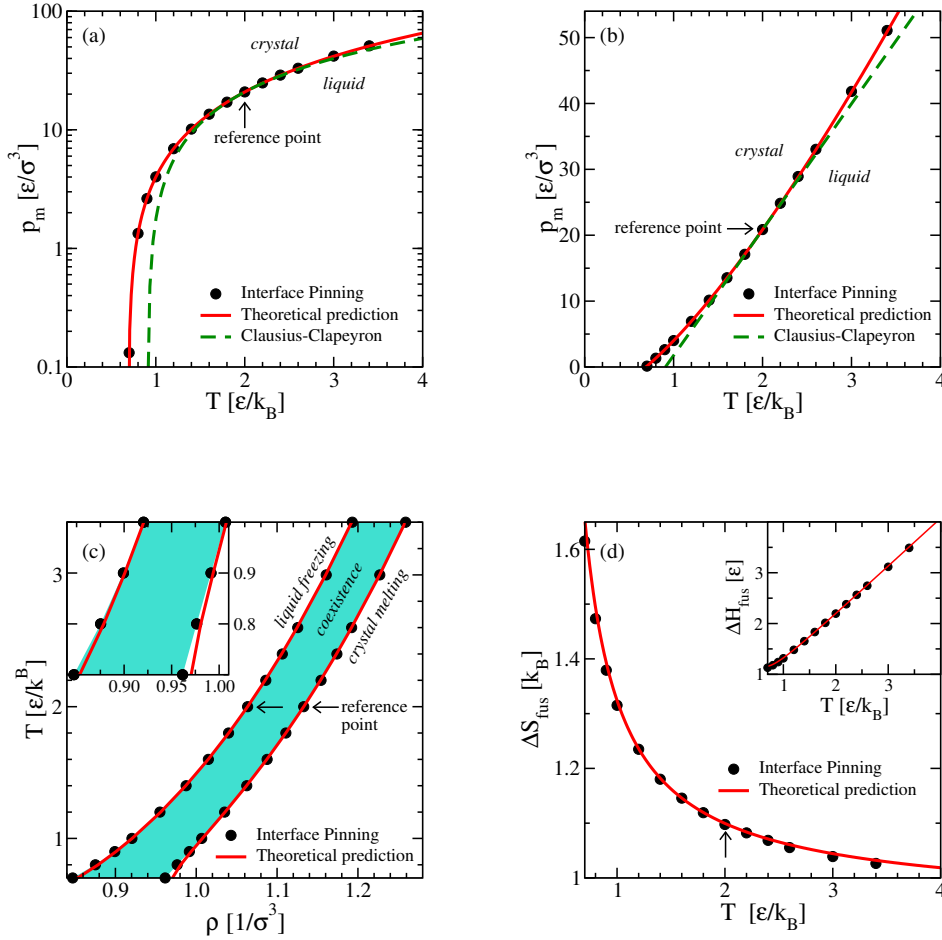 (a)
crystal
liquid
reference point
p_m [ε/σ^3]
100
10
1
0.1
Interface Pinning
Theoretical prediction
Clausius-Clapeyron
0 1 2 3 4
T [ε/k_B]
(b)
50
40
30
20
10
0
p_m [ε/σ^3]
crystal
liquid
reference point
Interface Pinning
Theoretical prediction
Clausius-Clapeyron
0 1 2 3 4
T [ε/k_B]
(c)
3
2
1
T [ε/k^B]
0.9
0.8
0.90 0.95 1.00
liquid freezing
coexistence
crystal melting
reference
point
Interface Pinning
Theoretical prediction
0.9 1.0 1.1 1.2
ρ [1/σ^3]
(d)
1.6
1.4
1.2
1
ΔS_fus [k_B]
3
2
1
ΔH_fus [ε]
1 2 3
T [ε/k_B]
Interface Pinning
Theoretical prediction
1 2 3 4
T [ε/k_B]